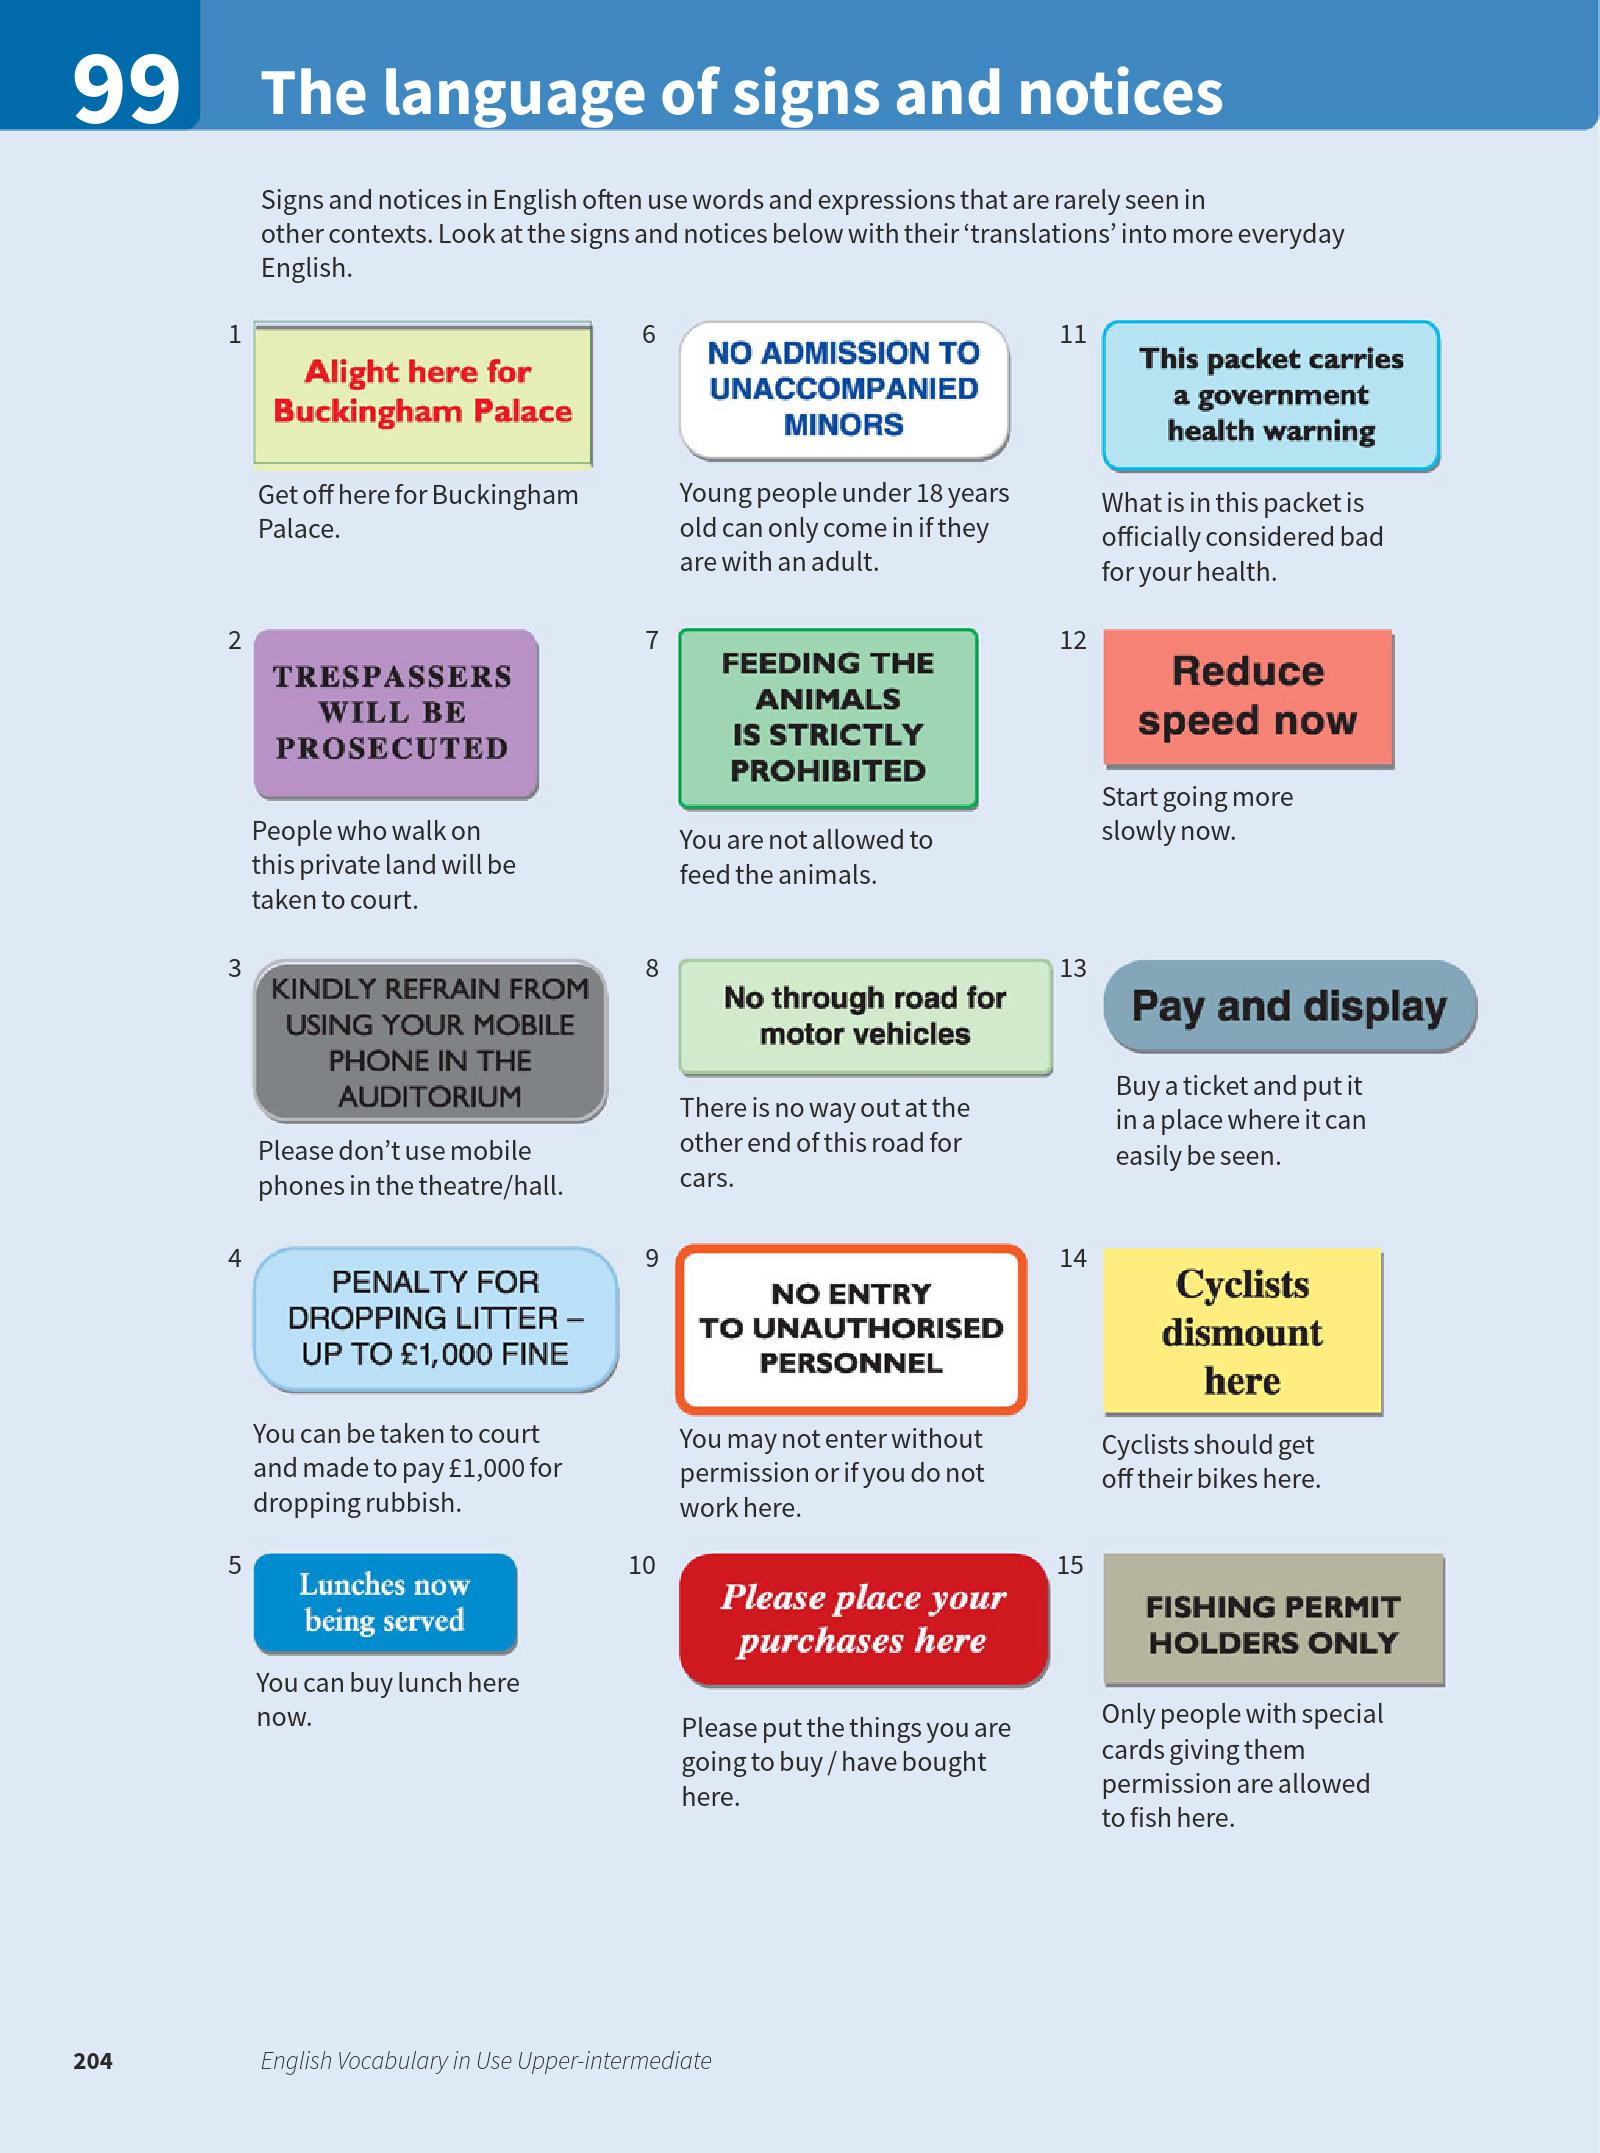 99
The language of signs and notices
Signs and notices in English often use words and expressions that are rarely seen in
other contexts. Look at the signs and notices below with their ‘translations’ into more everyday
English.
1
Alight here for
Buckingham Palace
Get off here for Buckingham
Palace.
2
TRESPASSERS
WILL BE
PROSECUTED
People who walk on
this private land will be
taken to court.
3
KINDLY REFRAIN FROM
USING YOUR MOBILE
PHONE IN THE
AUDITORIUM
Please don’t use mobile
phones in the theatre/hall.
4
PENALTY FOR
DROPPING LITTER –
UP TO £1,000 FINE
You can be taken to court
and made to pay £1,000 for
dropping rubbish.
5
Lunches now
being served
You can buy lunch here
now.
6
NO ADMISSION TO
UNACCOMPANIED
MINORS
Young people under 18 years
old can only come in if they
are with an adult.
7
FEEDING THE
ANIMALS
IS STRICTLY
PROHIBITED
You are not allowed to
feed the animals.
8
No through road for
motor vehicles
There is no way out at the
other end of this road for
cars.
9
NO ENTRY
TO UNAUTHORISED
PERSONNEL
You may not enter without
permission or if you do not
work here.
10
Please place your
purchases here
Please put the things you are
going to buy / have bought
here.
11
This packet carries
a government
health warning
What is in this packet is
officially considered bad
for your health.
12
Reduce
speed now
Start going more
slowly now.
13
Pay and display
Buy a ticket and put it
in a place where it can
easily be seen.
14
Cyclists
dismount
here
Cyclists should get
off their bikes here.
15
FISHING PERMIT
HOLDERS ONLY
Only people with special
cards giving them
permission are allowed
to fish here.
204
English Vocabulary in Use Upper-intermediate